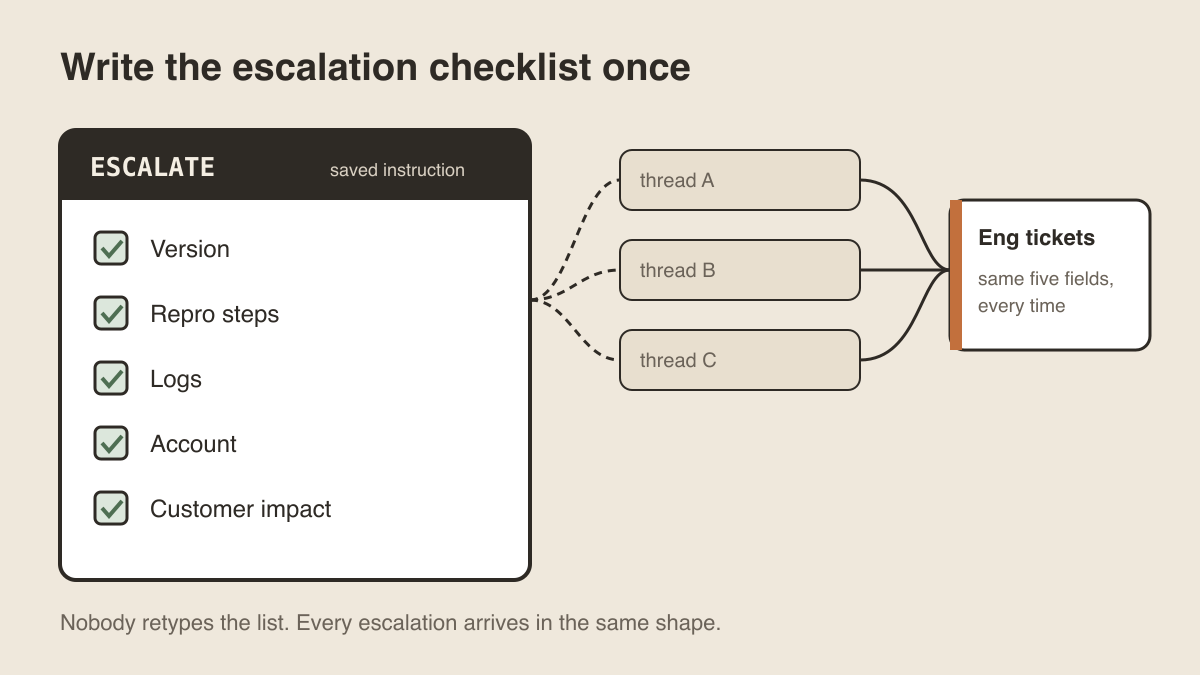 Write the escalation checklist once
ESCALATE
saved instruction
Version
Repro steps
Logs
Account
Customer impact
thread A
thread B
thread C
Eng tickets
same five fields,
every time
Nobody retypes the list. Every escalation arrives in the same shape.